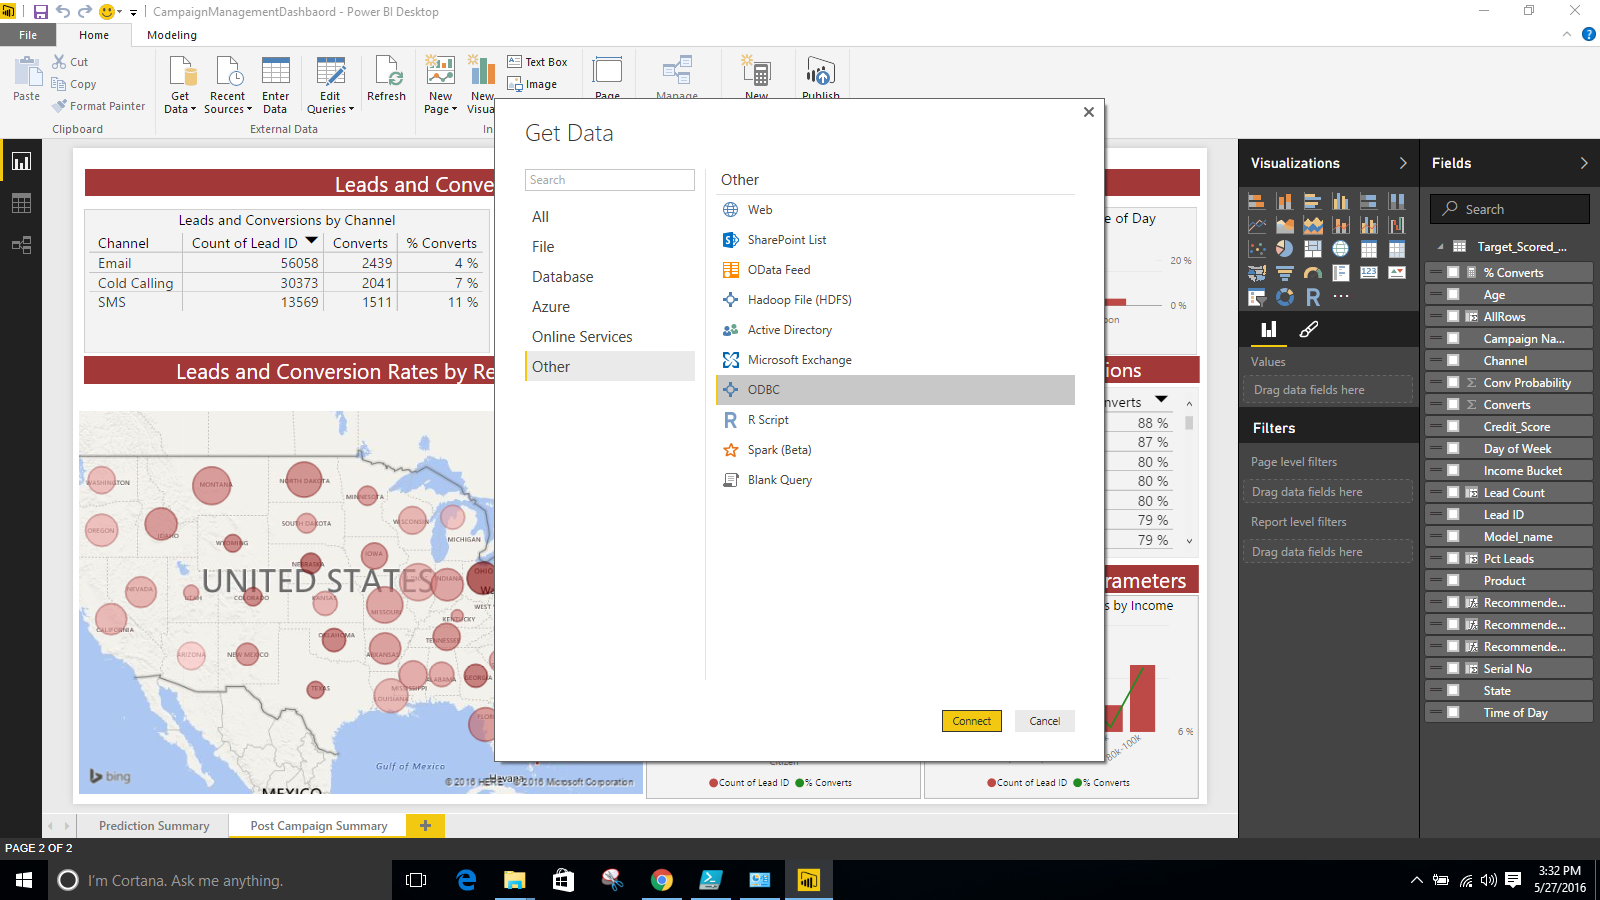 CampaignManagementDashbaord - Power BI Desktop
File Home Modeling
Paste
Cut
Copy
Format Painter
Clipboard
Get Data
Recent Sources
Enter Data
Edit Queries
External Data
Refresh
New Page
New Visua
Text Box
Image
In
Page
Manage
New
Publish
Leads and Conve
Leads and Conversions by Channel
Channel Count of Lead ID Converts % Converts
Email 56058 2439 4 %
Cold Calling 30373 2041 7 %
SMS 13569 1511 11 %
Leads and Conversion Rates by Re
WASHINGTON
MONTANA
NORTH DAKOTA
MINNESOTA
OREGON
IDAHO
SOUTH DAKOTA
WISCONSIN
MICHIGAN
WYOMING
IOWA
NEBRASKA
UNITED STATES
INDIANA
OHIO
NEVADA
UTAH
COLORADO
KANSAS
MISSOURI
WEST
KENTUCKY
CALIFORNIA
OKLAHOMA
TENNESSEE
ARIZONA
NEW MEXICO
ARKANSAS
TEXAS
MISSISSIPPI
ALABAMA
GEORGIA
LOUISIANA
FLOR
Gulf of Mexico
Havana
MEXICO
bing
© 2016 HERE © 2016 Microsoft Corporation
Get Data
Search
All
File
Database
Azure
Online Services
Other
Other
Web
SharePoint List
OData Feed
Hadoop File (HDFS)
Active Directory
Microsoft Exchange
ODBC
R Script
Spark (Beta)
Blank Query
Connect Cancel
e of Day
20 %
0 %
on
ions
nverts
88 %
87 %
80 %
80 %
80 %
79 %
79 %
rameters
s by Income
6 %
80k-100k
Citizen
Count of Lead ID % Converts
Count of Lead ID % Converts
Visualizations
Values
Drag data fields here
Filters
Page level filters
Drag data fields here
Report level filters
Drag data fields here
Fields
Search
Target_Scored_...
% Converts
Age
AllRows
Campaign Na...
Channel
Conv Probability
Converts
Credit_Score
Day of Week
Income Bucket
Lead Count
Lead ID
Model_name
Pct Leads
Product
Recommende...
Recommende...
Recommende...
Serial No
State
Time of Day
Prediction Summary Post Campaign Summary
PAGE 2 OF 2
I'm Cortana. Ask me anything.
3:32 PM
5/27/2016